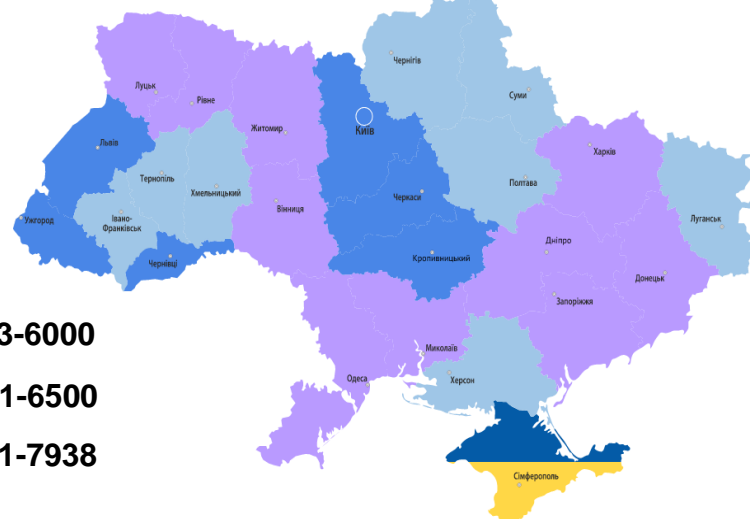 Чернігів
Суми
Луцьк
Рівне
Київ
Житомир
Львів
Харків
Тернопіль
Хмельницький
Полтава
Черкаси
Вінниця
Ужгород
Івано-
Франківськ
Луганськ
Дніпро
Чернівці
Кропивницький
Донецьк
Запоріжжя
3-6000
Миколаїв
Одеса
Херсон
1-6500
1-7938
Сімферополь